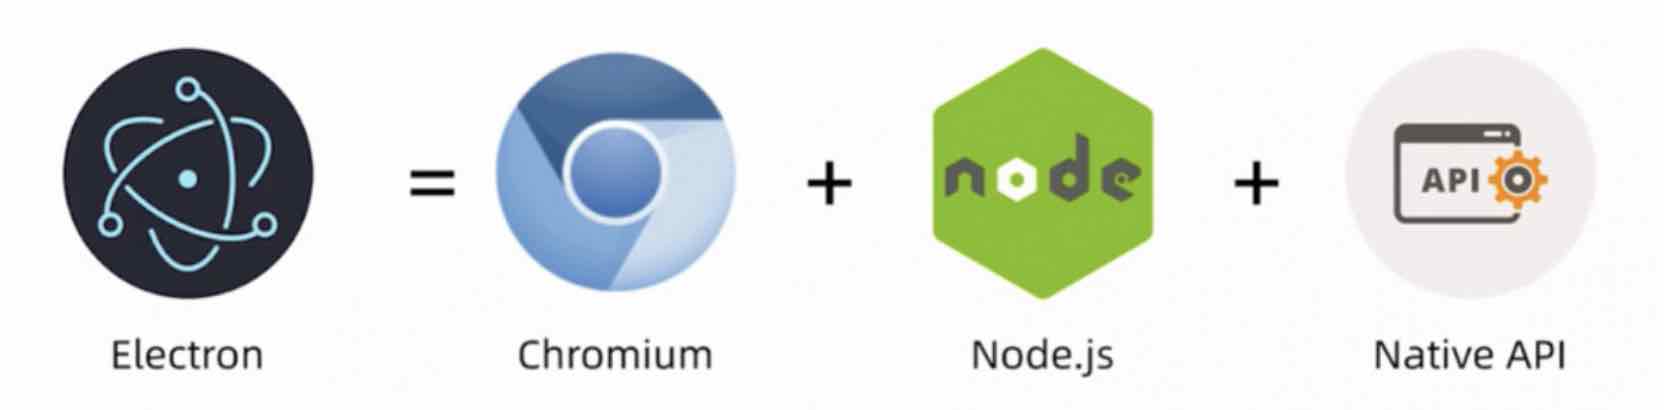 = + +
node
API
Electron Chromium Node.js Native API